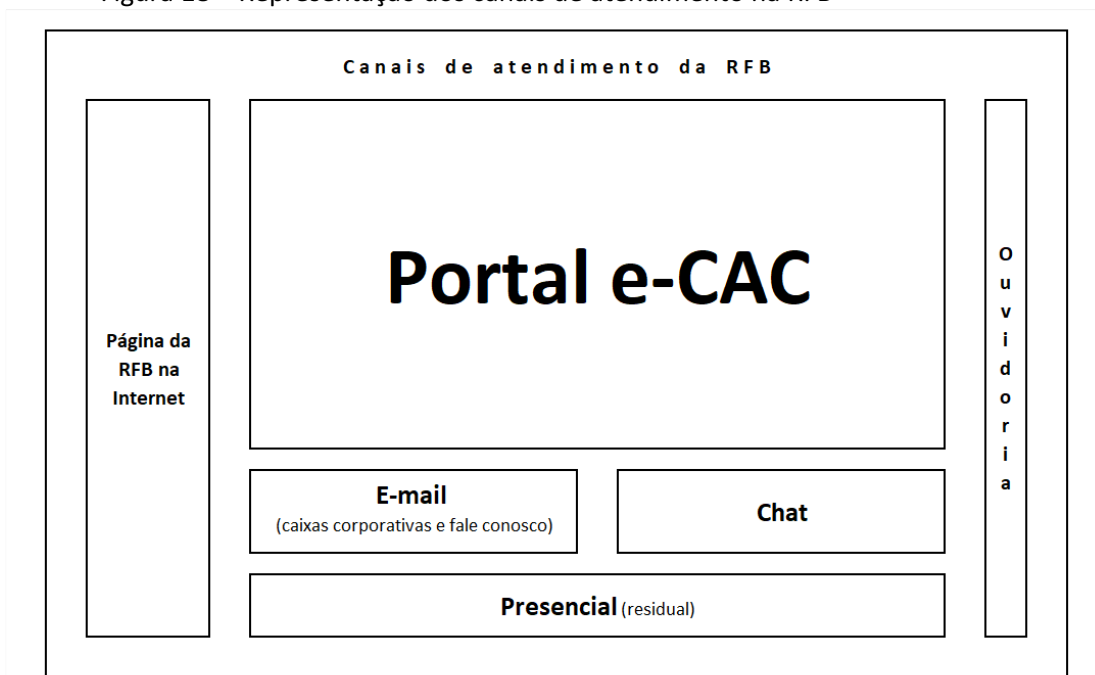 Canais de atendimento da RFB
Portal e-CAC
Página da
RFB na
Internet
E-mail
(caixas corporativas e fale conosco)
Chat
Presencial (residual)
Ouvidoria